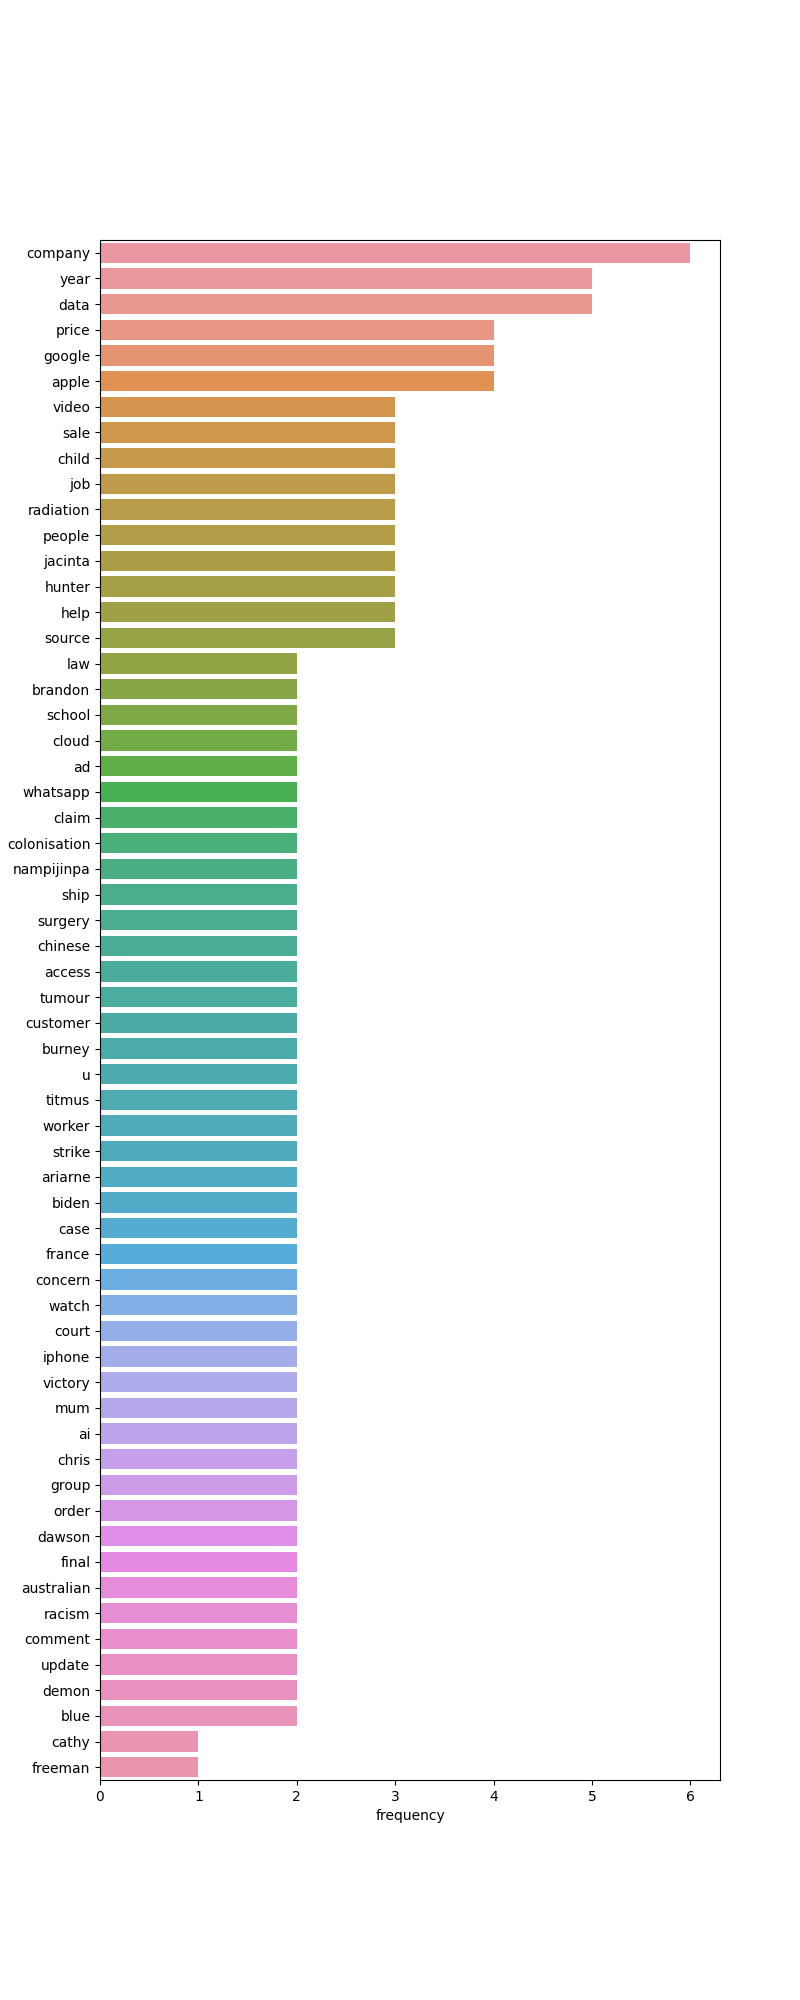 company
year
data
price
google
apple
video
sale
child
job
radiation
people
jacinta
hunter
help
source
law
brandon
school
cloud
ad
whatsapp
claim
colonisation
nampijinpa
ship
surgery
chinese
access
tumour
customer
burney
u
titmus
worker
strike
ariarne
biden
case
france
concern
watch
court
iphone
victory
mum
ai
chris
group
order
dawson
final
australian
racism
comment
update
demon
blue
cathy
freeman
0 1 2 3 4 5 6
frequency